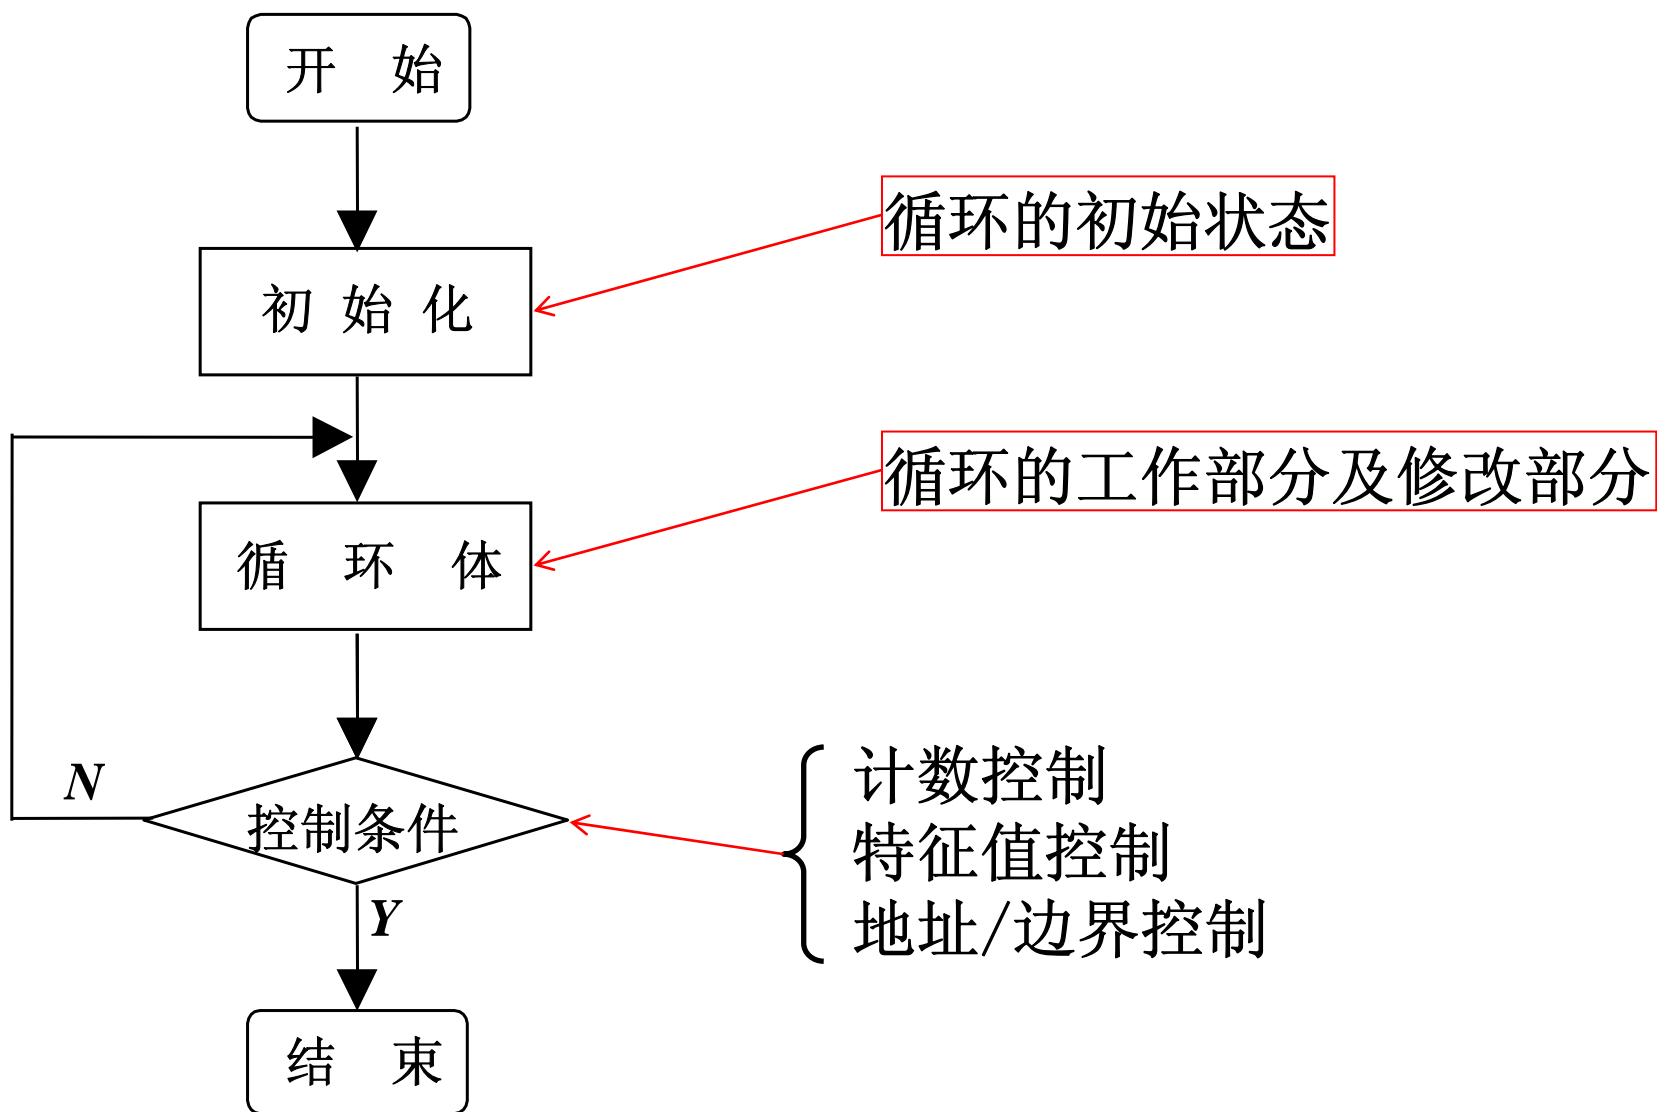 开 始
循环的初始状态
初 始 化
循环的工作部分及修改部分
循 环 体
N
控制条件
计数控制
特征值控制
地址/边界控制
Y
结 束